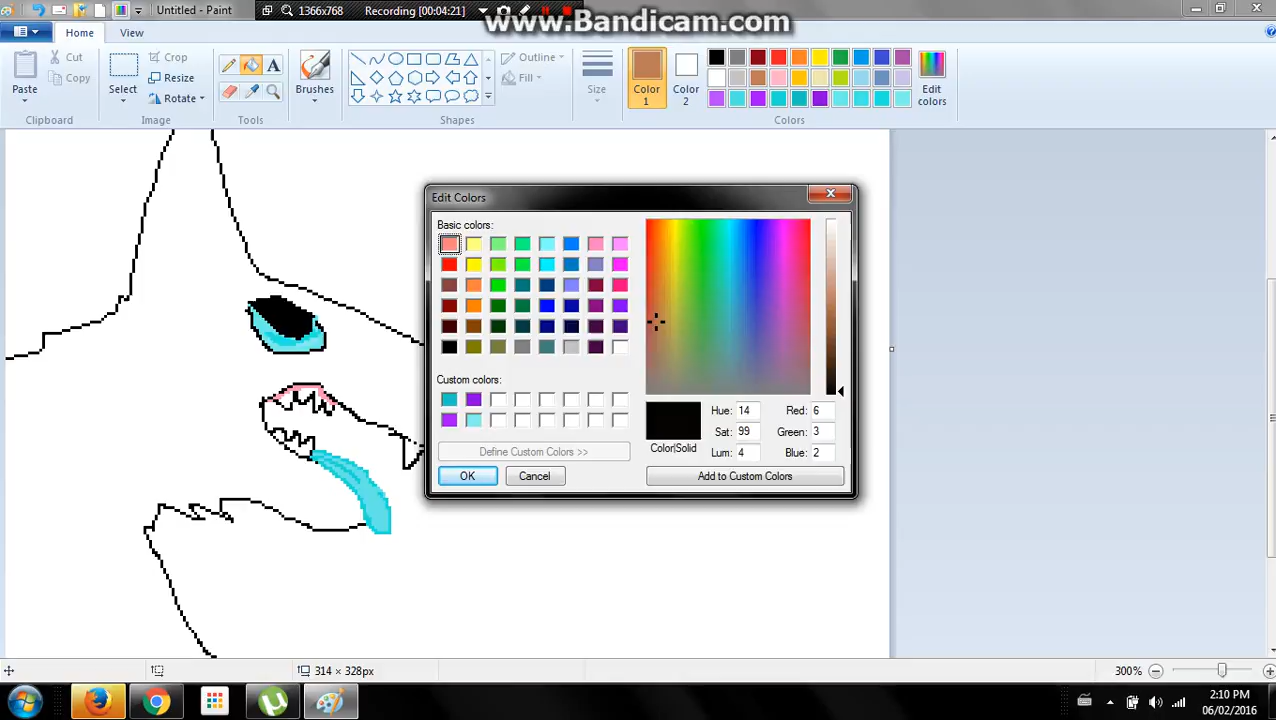 Untitled - Paint
1366x768
Recording [00:04:21]
www.Bandicam.com
Home
View
Paste
Cut
Copy
Clipboard
Select
Crop
Resize
Rotate
Image
A
Tools
Brushes
Outline
Fill
Shapes
Size
Color
1
Color
2
Colors
Edit
colors
Edit Colors
Basic colors:
Custom colors:
Define Custom Colors >>
OK
Cancel
Color|Solid
Hue: 14
Sat: 99
Lum: 4
Red: 6
Green: 3
Blue: 2
Add to Custom Colors
314 × 328px
300%
2:10 PM
06/02/2016